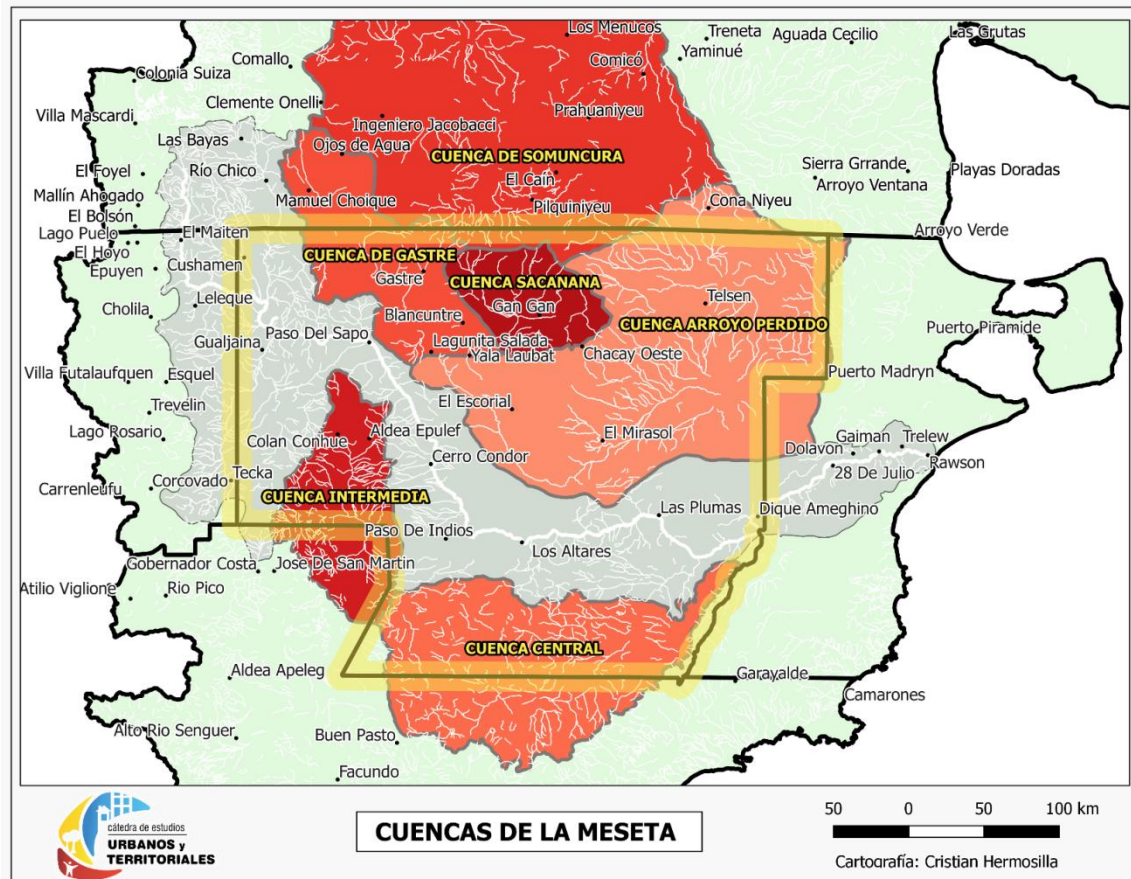 Los Menucos
Treneta
Aguada Cecilio
Las Grutas
Yaminué
Comallo
Comicó
Colonia Suiza
Clemente Onelli
Prahuaniyeu
Villa Mascardi
Ingeniero Jacobacci
Las Bayas
Ojos de Agua
CUENCA DE SOMUNCURA
Sierra Grrande
El Foyel
Río Chico
El Caín
Arroyo Ventana
Playas Doradas
Mallín Ahogado
Mamuel Choique
Pilquiniyeu
Cona Niyeu
El Bolsón
Lago Puelo
El Maiten
Arroyo Verde
El Hoyo
Epuyen
Cushamen
CUENCA DE GASTRE
Gastre
CUENCA SACANANA
Cholila
Leleque
Gan Gan
Telsen
Blancuntre
CUENCA ARROYO PERDIDO
Puerto Piramide
Gualjaina
Paso Del Sapo
Lagunita Salada
Yala Laubat
Chacay Oeste
Villa Futalaufquen
Esquel
Puerto Madryn
Trevelin
El Escorial
Lago Rosario
Colan Conhue
Aldea Epulef
El Mirasol
Dolavon
Gaiman
Trelew
Cerro Condor
28 De Julio
Rawson
Carrenleufu
Corcovado
Tecka
CUENCA INTERMEDIA
Las Plumas
Dique Ameghino
Paso De Indios
Los Altares
Gobernador Costa
Jose De San Martin
Atilio Viglione
Rio Pico
CUENCA CENTRAL
Aldea Apeleg
Garayalde
Camarones
Alto Rio Senguer
Buen Pasto
Facundo
cátedra de estudios
URBANOS y
TERRITORIALES
CUENCAS DE LA MESETA
50 0 50 100 km
Cartografía: Cristian Hermosilla